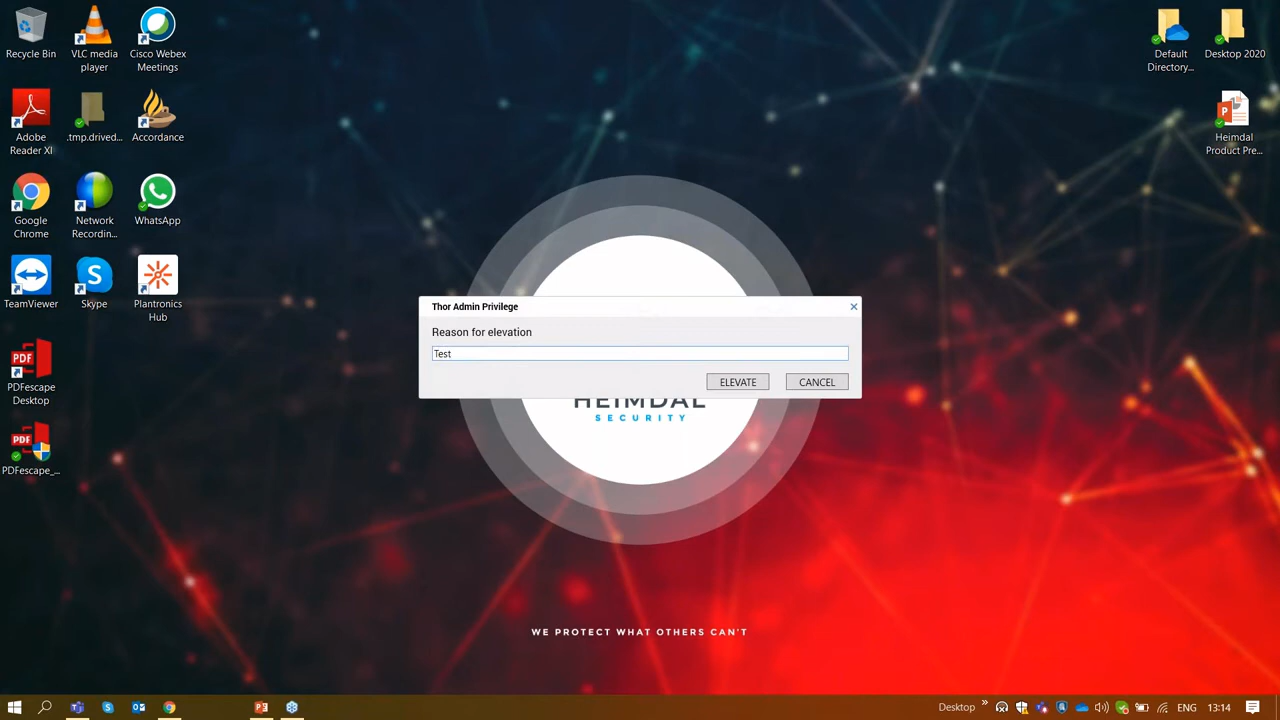 Recycle Bin
VLC media
player
Cisco Webex
Meetings
Default
Directory...
Desktop 2020
Adobe
Reader XI
.tmp.drived...
Accordance
Heimdal
Product Pre...
Google
Chrome
Network
Recordin...
WhatsApp
TeamViewer
Skype
Plantronics
Hub
Thor Admin Privilege
Reason for elevation
Test
ELEVATE
CANCEL
PDF
PDFescape
Desktop
PDF
PDFescape_...
HEIMDAL
SECURITY
WE PROTECT WHAT OTHERS CAN'T
Desktop
ENG
13:14